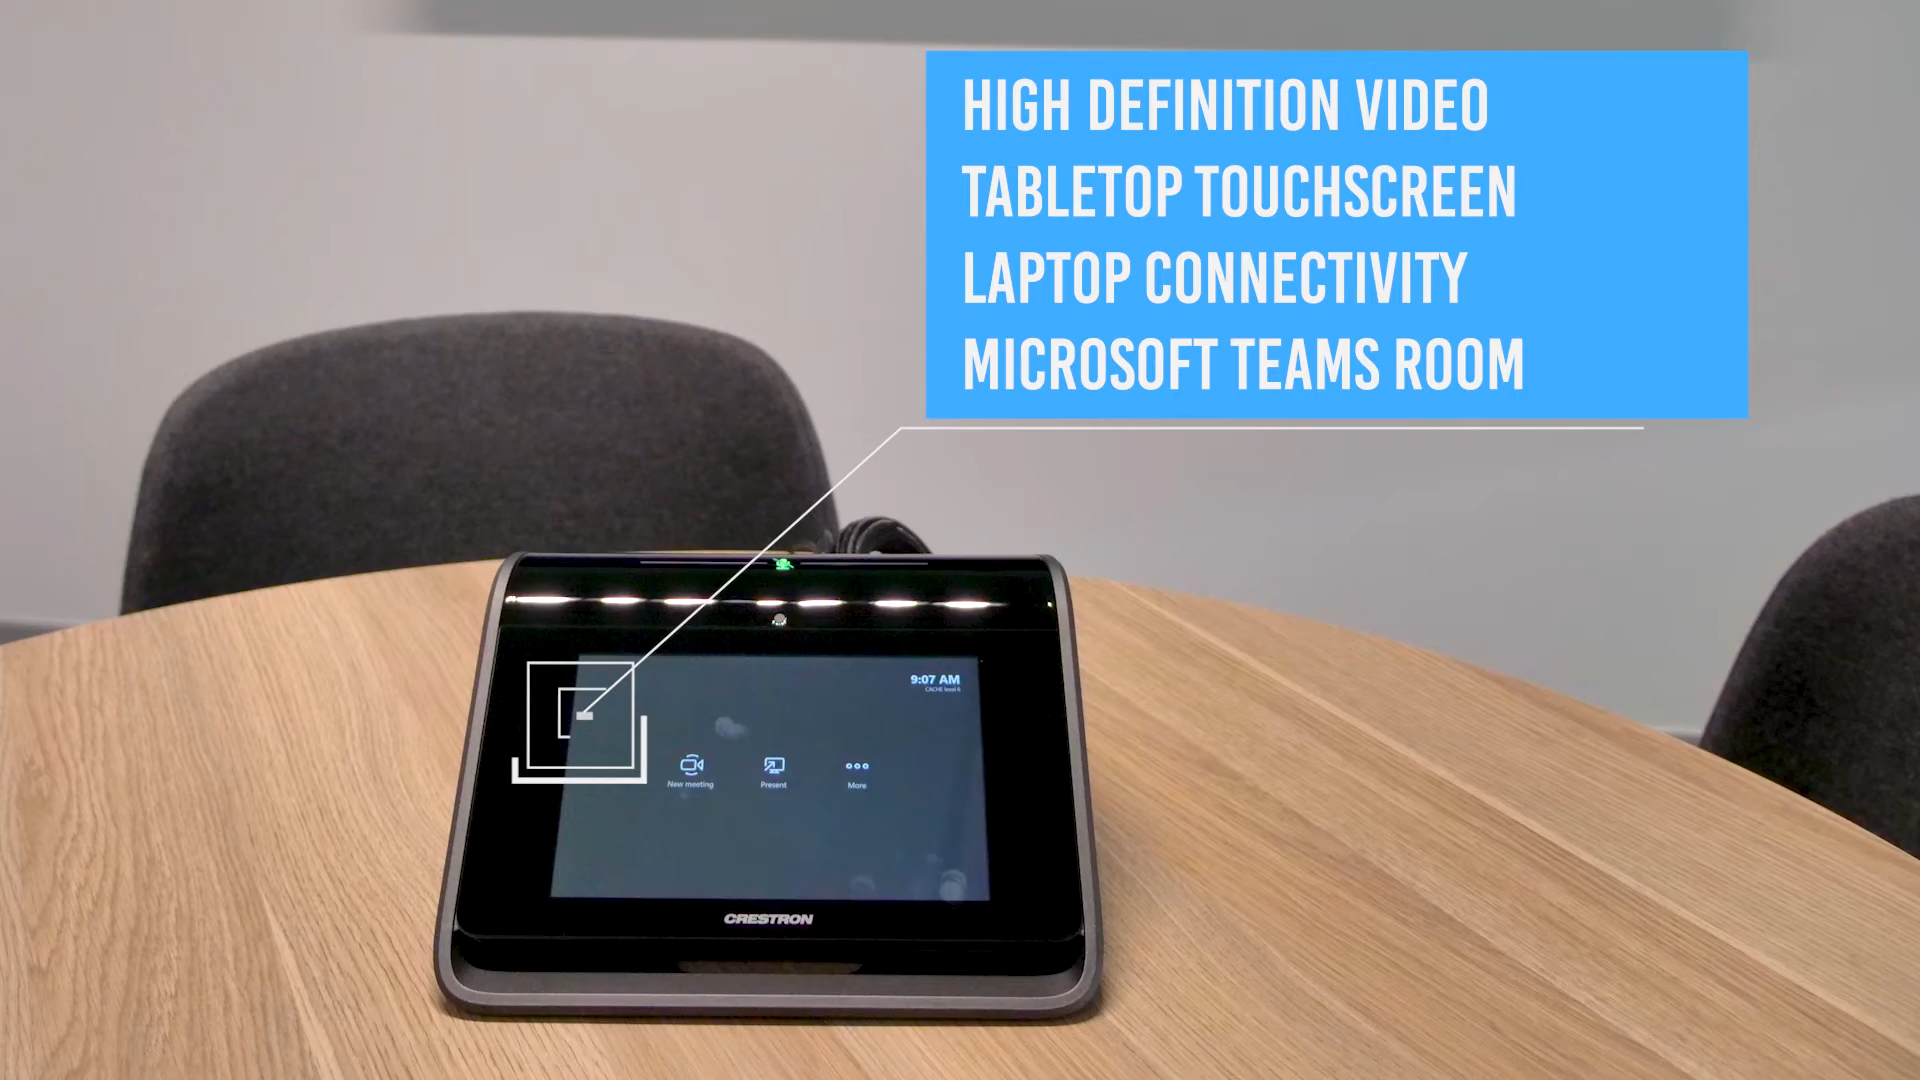 HIGH DEFINITION VIDEO
TABLETOP TOUCHSCREEN
LAPTOP CONNECTIVITY
MICROSOFT TEAMS ROOM
9:07 AM
New meeting
Present
More
CRESTRON